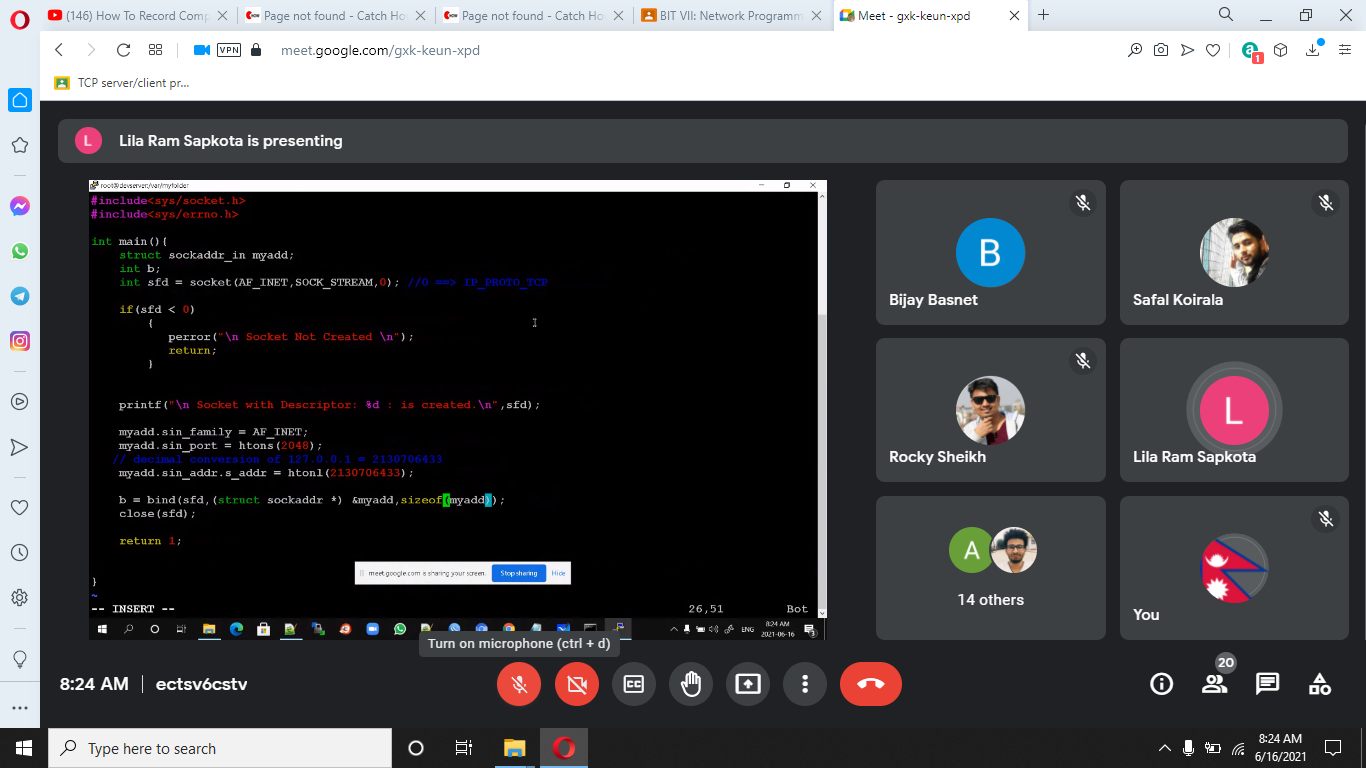 (146) How To Record Comp
Page not found - Catch Ho
Page not found - Catch Ho
BIT VII: Network Programm
Meet - gxk-keun-xpd
VPN
meet.google.com/gxk-keun-xpd
a
1
TCP server/client pr...
L
Lila Ram Sapkota is presenting
root@devserver:/var/myfolder
#include<sys/socket.h>
#include<sys/errno.h>
int main(){
struct sockaddr_in myadd;
int b;
int sfd = socket(AF_INET,SOCK_STREAM,0); //0 ==> IP_PROTO_TCP
if(sfd < 0)
{
perror("\n Socket Not Created \n");
return;
}
printf("\n Socket with Descriptor: %d : is created.\n",sfd);
myadd.sin_family = AF_INET;
myadd.sin_port = htons(2048);
// decimal conversion of 127.0.0.1 = 2130706433
myadd.sin_addr.s_addr = htonl(2130706433);
b = bind(sfd,(struct sockaddr *) &myadd,sizeof(myadd));
close(sfd);
return 1;
}
~
-- INSERT --
26,51
Bot
meet.google.com is sharing your screen.
Stop sharing
Hide
ENG
8:24 AM
2021-06-16
3
B
Bijay Basnet
Safal Koirala
Rocky Sheikh
L
Lila Ram Sapkota
A
14 others
You
Turn on microphone (ctrl + d)
8:24 AM
ectsv6cstv
CC
20
Type here to search
8:24 AM
6/16/2021